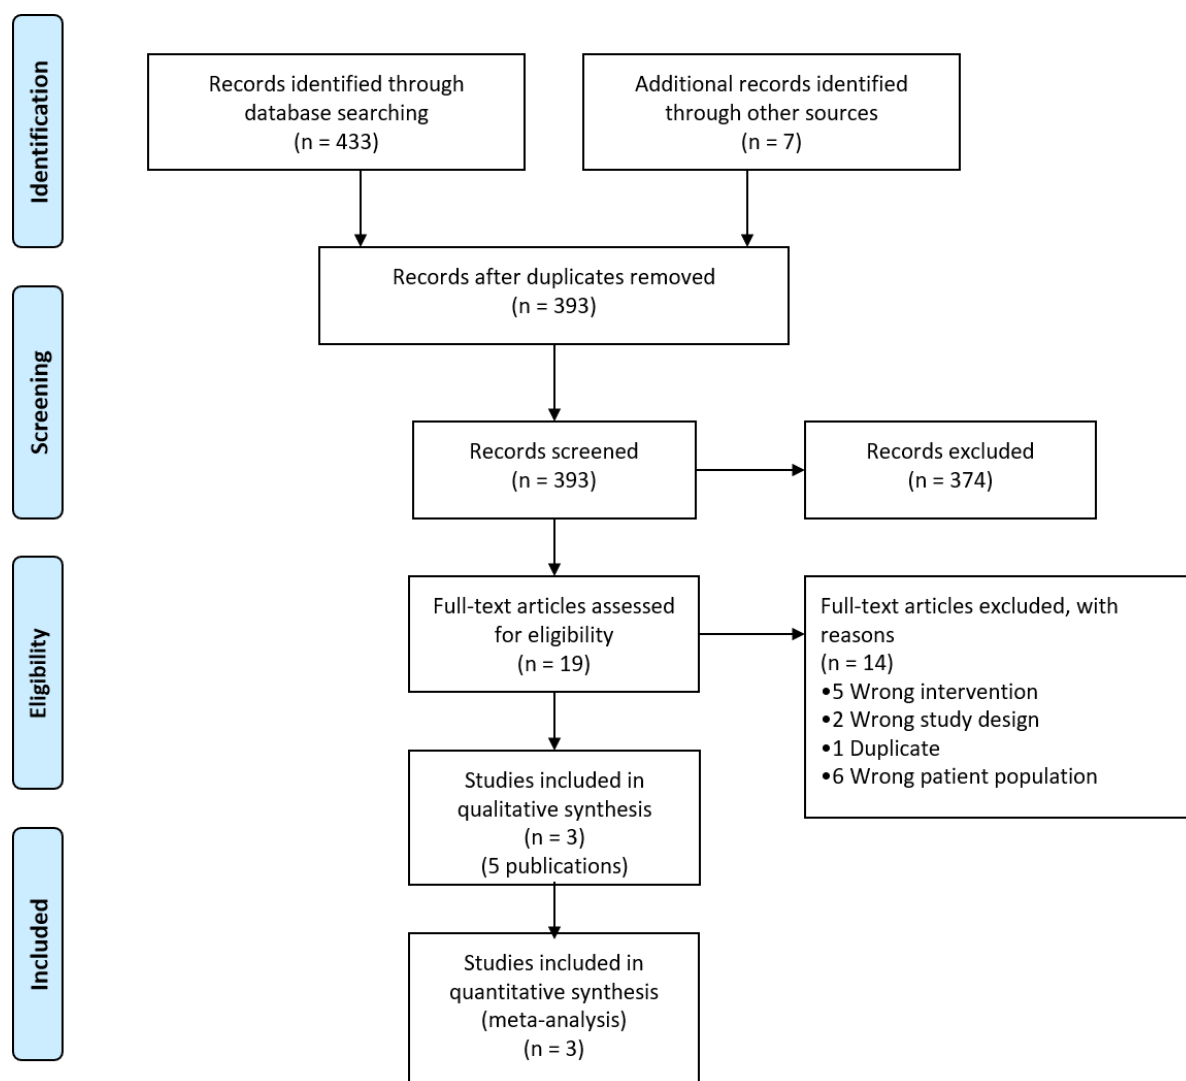 Identification
Records identified through
database searching
(n = 433)
Additional records identified
through other sources
(n = 7)
Records after duplicates removed
(n = 393)
Screening
Records screened
(n = 393)
Records excluded
(n = 374)
Eligibility
Full-text articles assessed
for eligibility
(n = 19)
Full-text articles excluded, with
reasons
(n = 14)
•5 Wrong intervention
•2 Wrong study design
•1 Duplicate
•6 Wrong patient population
Studies included in
qualitative synthesis
(n = 3)
(5 publications)
Included
Studies included in
quantitative synthesis
(meta-analysis)
(n = 3)